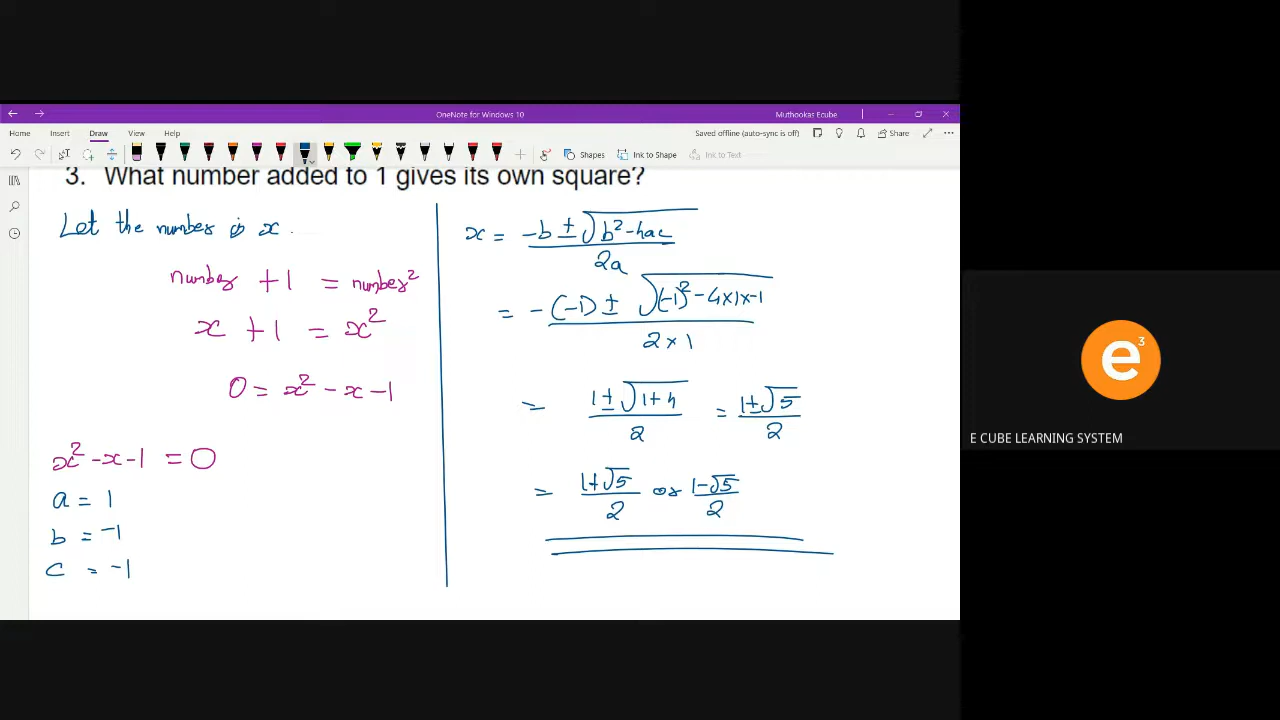 OneNote for Windows 10
Muthookas Ecube
Home Insert Draw View Help
Saved offline (auto-sync is off)
Share
Shapes
Ink to Shape
Ink to Text
3. What number added to 1 gives its own square?
Let the number is x.
number + 1 = number²
x + 1 = x²
0 = x² - x - 1
x² - x - 1 = 0
a = 1
b = -1
c = -1
x = -b ± √(b² - 4ac) / 2a
= -(-1) ± √((-1)² - 4×1×-1) / 2×1
= 1 ± √(1+4) / 2 = 1 ± √5 / 2
= 1+√5 / 2 or 1-√5 / 2
e³
E CUBE LEARNING SYSTEM